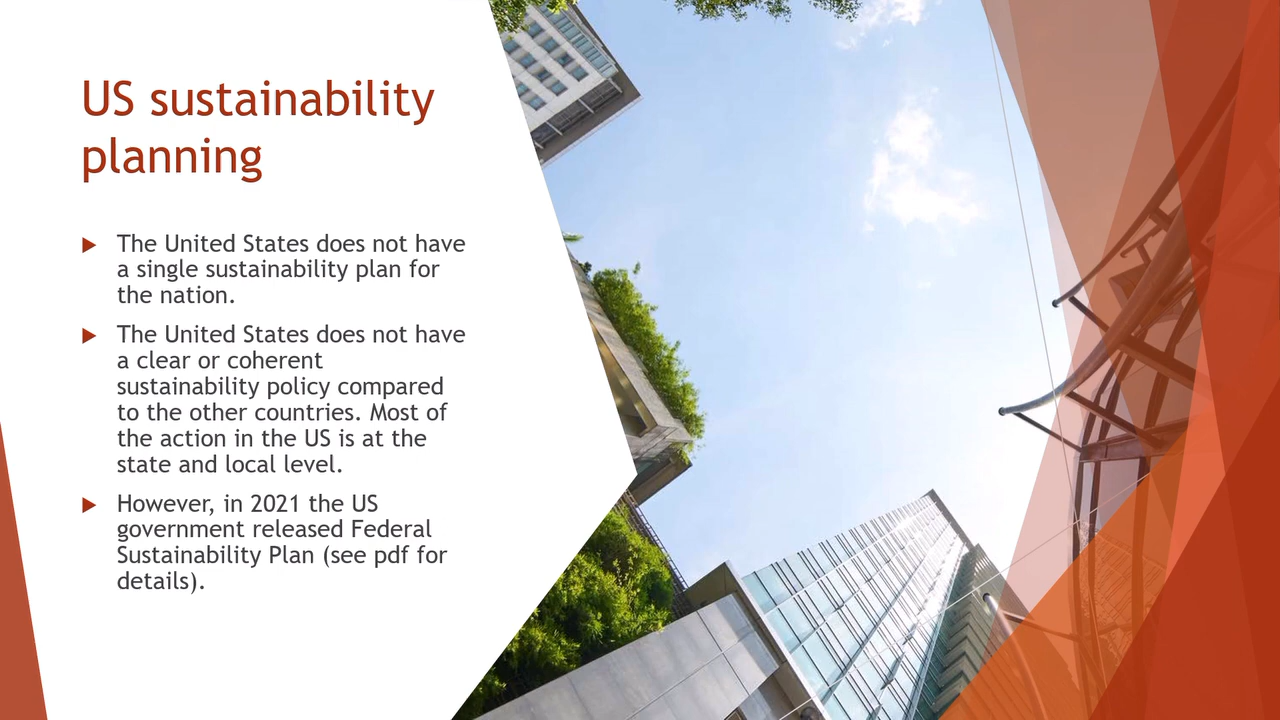 US sustainability
planning
The United States does not have
a single sustainability plan for
the nation.
The United States does not have
a clear or coherent
sustainability policy compared
to the other countries. Most of
the action in the US is at the
state and local level.
However, in 2021 the US
government released Federal
Sustainability Plan (see pdf for
details).